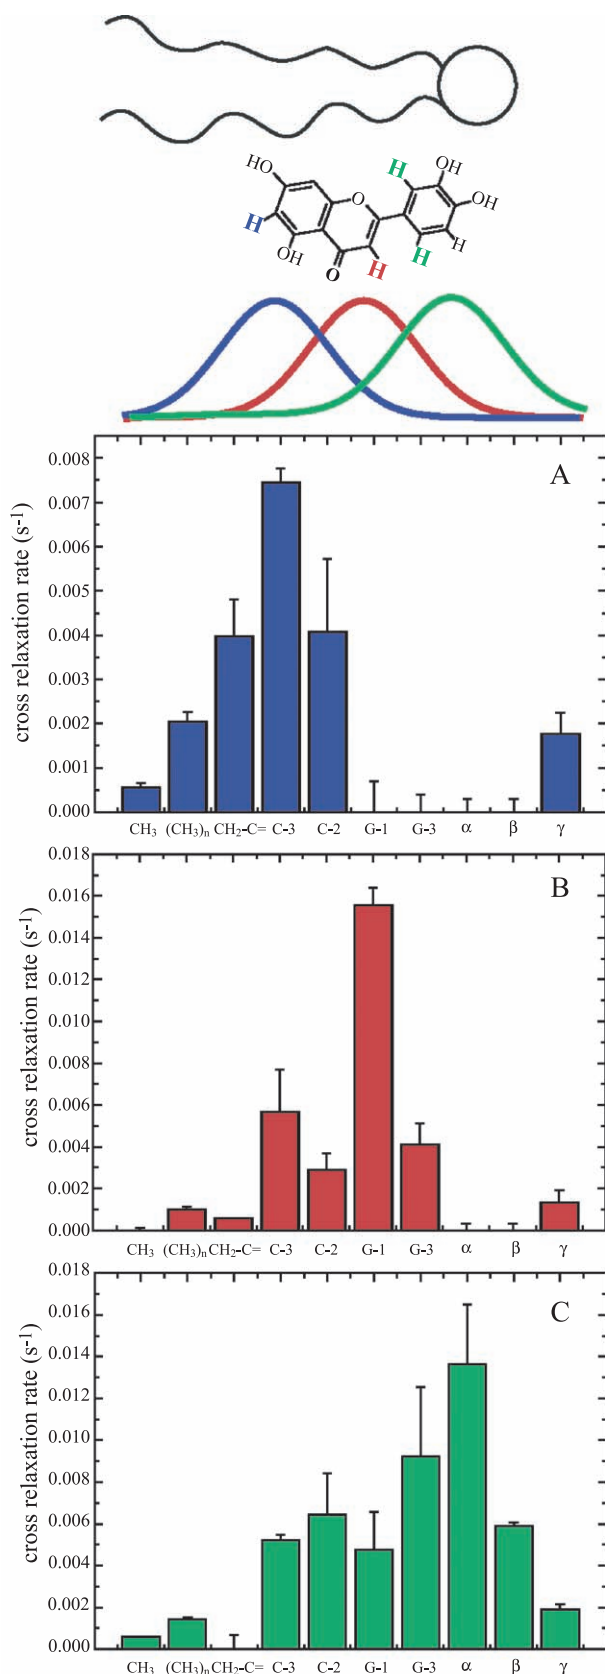 HO
H
OH
OH
O
H
H
OH
O
H
H
A
cross relaxation rate (s-1)
0.008
0.007
0.006
0.005
0.004
0.003
0.002
0.001
0.000
CH3 (CH3)n CH2-C= C-3 C-2 G-1 G-3 α β γ
B
cross relaxation rate (s-1)
0.018
0.016
0.014
0.012
0.010
0.008
0.006
0.004
0.002
0.000
CH3 (CH3)n CH2-C= C-3 C-2 G-1 G-3 α β γ
C
cross relaxation rate (s-1)
0.018
0.016
0.014
0.012
0.010
0.008
0.006
0.004
0.002
0.000
CH3 (CH3)n CH2-C= C-3 C-2 G-1 G-3 α β γ